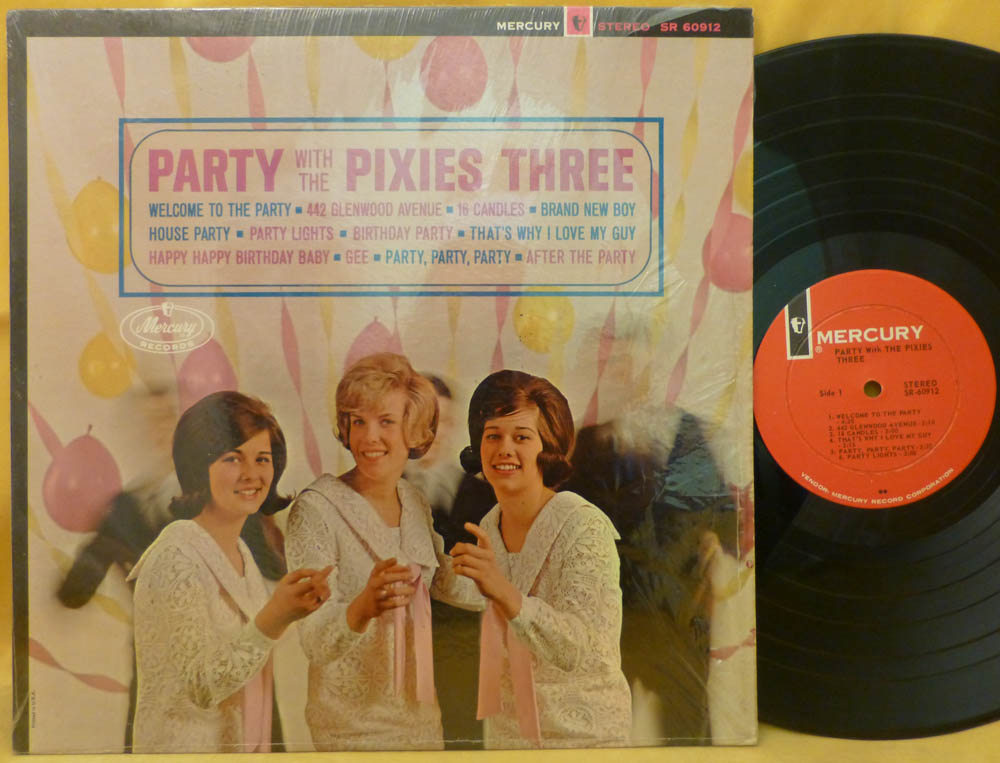 MERCURY STEREO SR 60912
PARTY WITH THE PIXIES THREE
WELCOME TO THE PARTY ▪ 442 GLENWOOD AVENUE ▪ 16 CANDLES ▪ BRAND NEW BOY
HOUSE PARTY ▪ PARTY LIGHTS ▪ BIRTHDAY PARTY ▪ THAT'S WHY I LOVE MY GUY
HAPPY HAPPY BIRTHDAY BABY ▪ GEE ▪ PARTY, PARTY, PARTY ▪ AFTER THE PARTY
Mercury
RECORDS
Printed in U.S.A.
MERCURY
®
PARTY With THE PIXIES
THREE
Side 1
STEREO
SR-60912
1. WELCOME TO THE PARTY
2. 442 GLENWOOD AVENUE
3. 16 CANDLES
4. THAT'S WHY I LOVE MY GUY
5. PARTY, PARTY, PARTY
6. PARTY LIGHTS
VENDOR: MERCURY RECORD CORPORATION